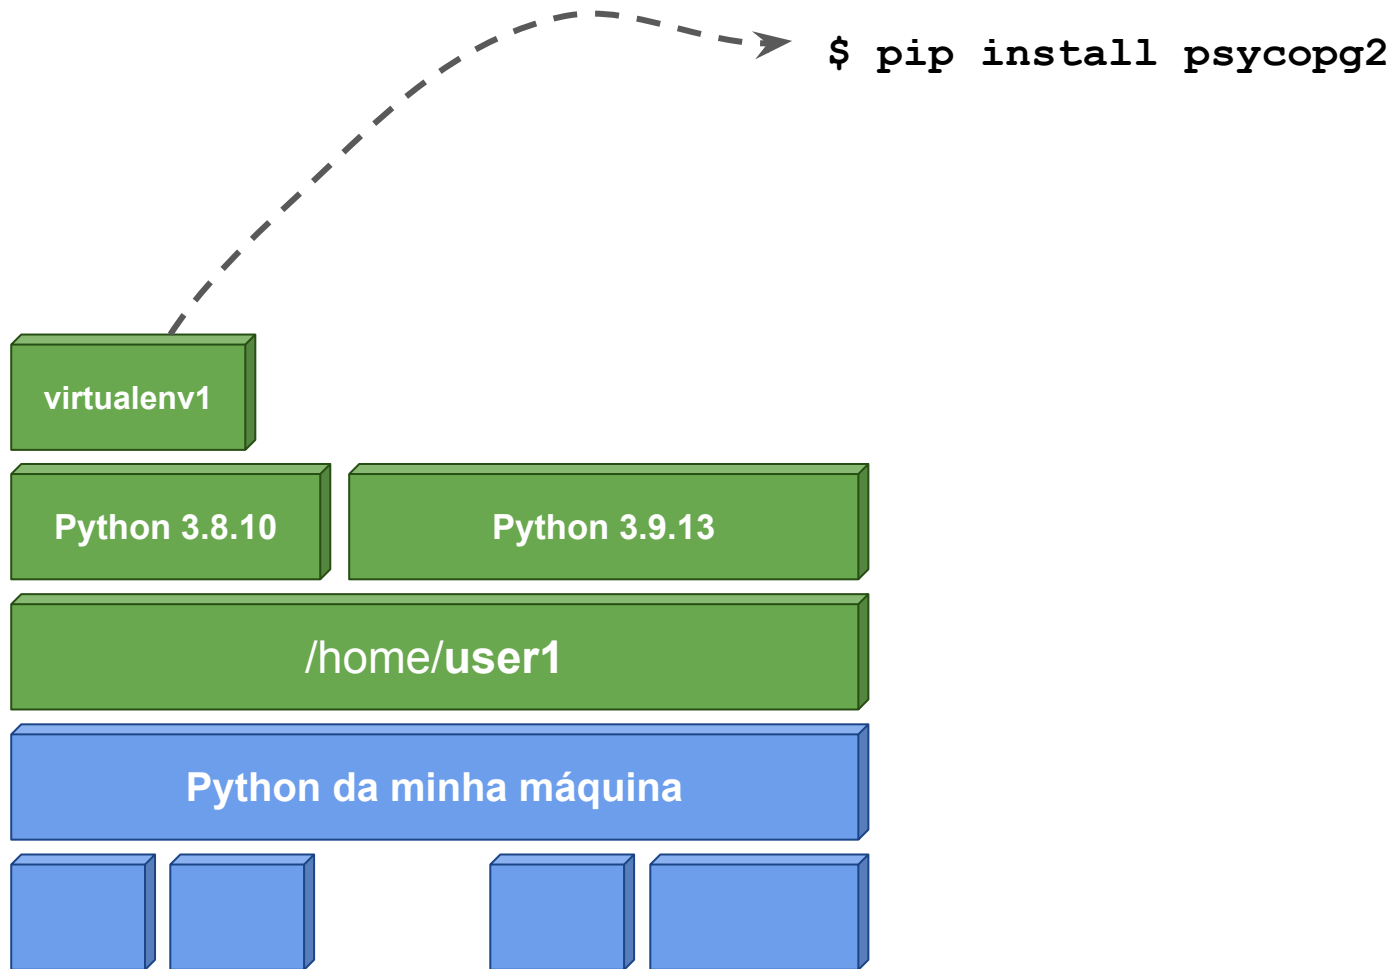 $ pip install psycopg2
virtualenv1
Python 3.8.10
Python 3.9.13
/home/user1
Python da minha máquina